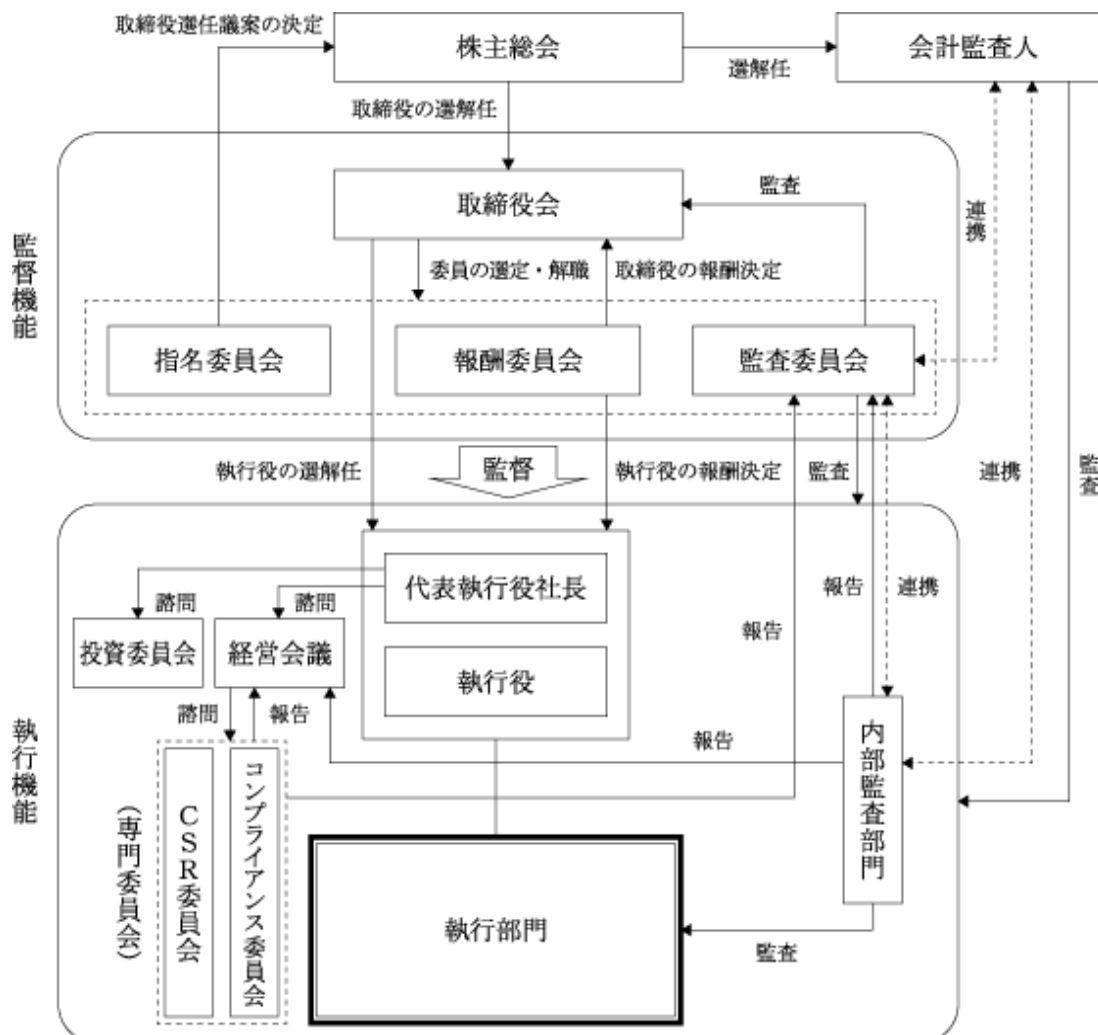 取締役選任議案の決定
株主総会
選解任
会計監査人
取締役の選解任
監督機能
取締役会
監査
連携
委員の選定・解職
取締役の報酬決定
指名委員会
報酬委員会
監査委員会
執行役の選解任
監督
執行役の報酬決定
監査
連携
監査
執行機能
代表執行役社長
諮問
諮問
報告
報告
連携
投資委員会
経営会議
執行役
諮問
報告
報告
内部監査部門
(専門委員会)
CSR委員会
コンプライアンス委員会
執行部門
監査